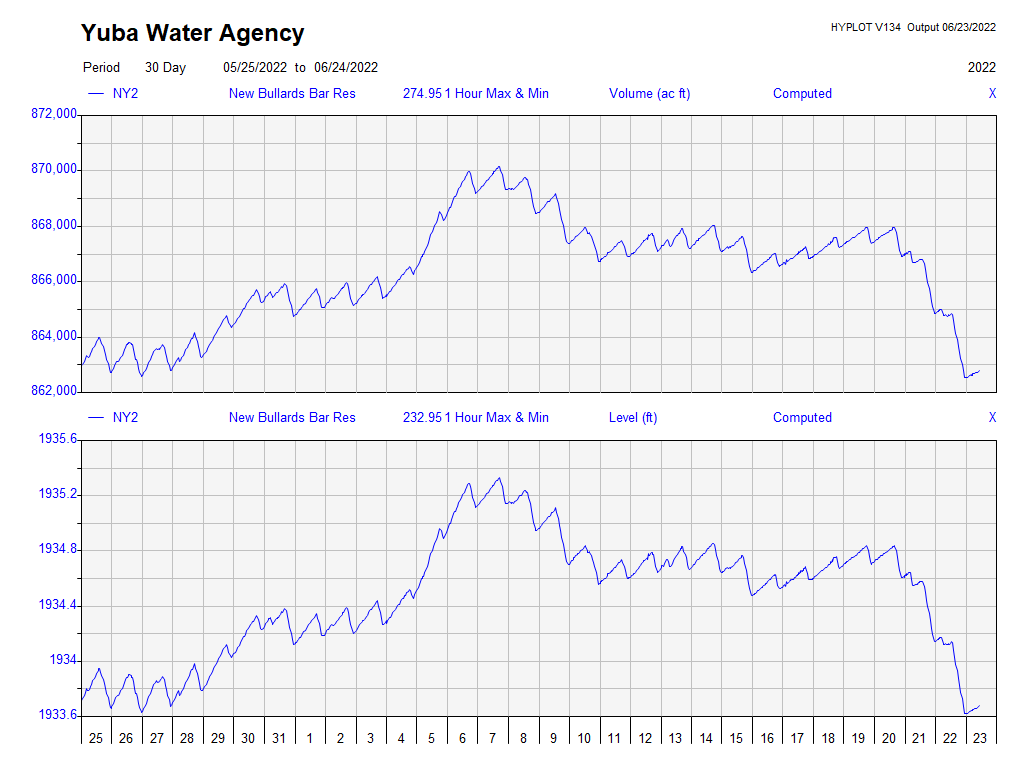 Yuba Water Agency
HYPLOT V134 Output 06/23/2022
Period 30 Day 05/25/2022 to 06/24/2022 2022
NY2 New Bullards Bar Res 274.95 1 Hour Max & Min Volume (ac ft) Computed X
872,000
870,000
868,000
866,000
864,000
862,000
NY2 New Bullards Bar Res 232.95 1 Hour Max & Min Level (ft) Computed X
1935.6
1935.2
1934.8
1934.4
1934
1933.6
25 26 27 28 29 30 31 1 2 3 4 5 6 7 8 9 10 11 12 13 14 15 16 17 18 19 20 21 22 23